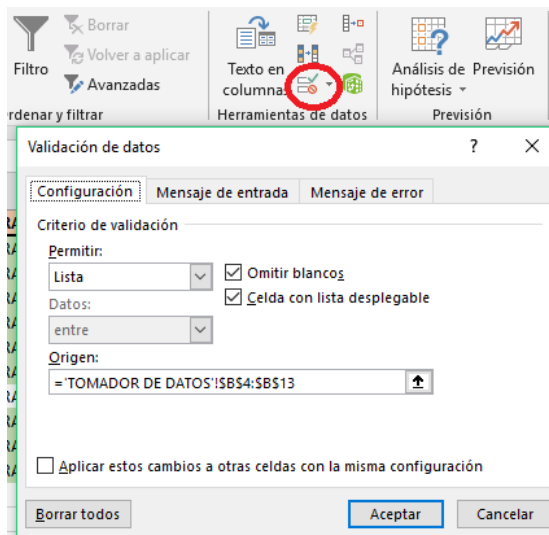 Borrar
Volver a aplicar
Filtro
Avanzadas
Texto en
columnas
Análisis de
hipótesis
Previsión
rdenar y filtrar
Herramientas de datos
Previsión
Validación de datos
?
Configuración
Mensaje de entrada
Mensaje de error
Criterio de validación
Permitir:
Lista
Omitir blancos
Celda con lista desplegable
Datos:
entre
Origen:
='TOMADOR DE DATOS'!$B$4:$B$13
Aplicar estos cambios a otras celdas con la misma configuración
Borrar todos
Aceptar
Cancelar